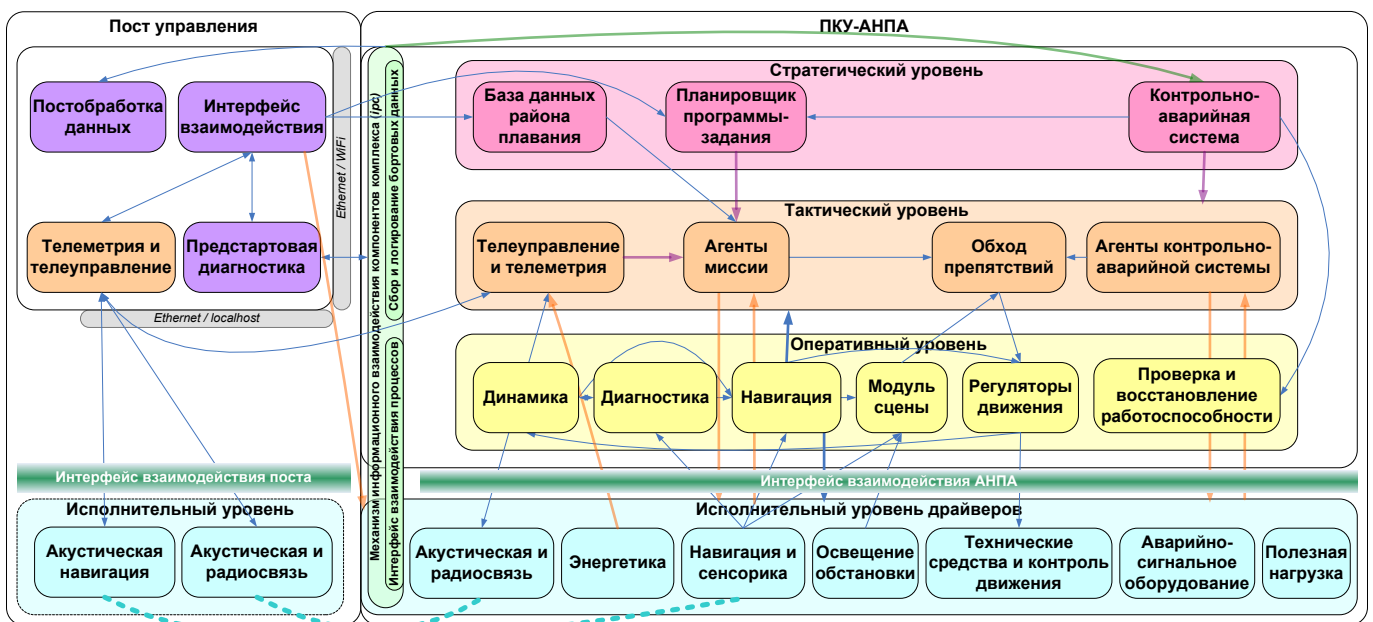 Пост управления
Постобработка
данных
Интерфейс
взаимодействия
Телеметрия и
телеуправление
Предстартовая
диагностика
Ethernet / WiFi
Ethernet / localhost
Интерфейс взаимодействия поста
Исполнительный уровень
Акустическая
навигация
Акустическая и
радиосвязь
ПКУ-АНПА
Механизм информационного взаимодействия компонентов комплекса (ipc)
Сбор и логирование бортовых данных
Интерфейс взаимодействия процессов
Стратегический уровень
База данных
района
плавания
Планировщик
программы-
задания
Контрольно-
аварийная
система
Тактический уровень
Телеуправление
и телеметрия
Агенты
миссии
Обход
препятствий
Агенты контрольно-
аварийной системы
Оперативный уровень
Динамика
Диагностика
Навигация
Модуль
сцены
Регуляторы
движения
Проверка и
восстановление
работоспособности
Интерфейс взаимодействия АНПА
Исполнительный уровень драйверов
Акустическая и
радиосвязь
Энергетика
Навигация и
сенсорика
Освещение
обстановки
Технические
средства и контроль
движения
Аварийно-
сигнальное
оборудование
Полезная
нагрузка